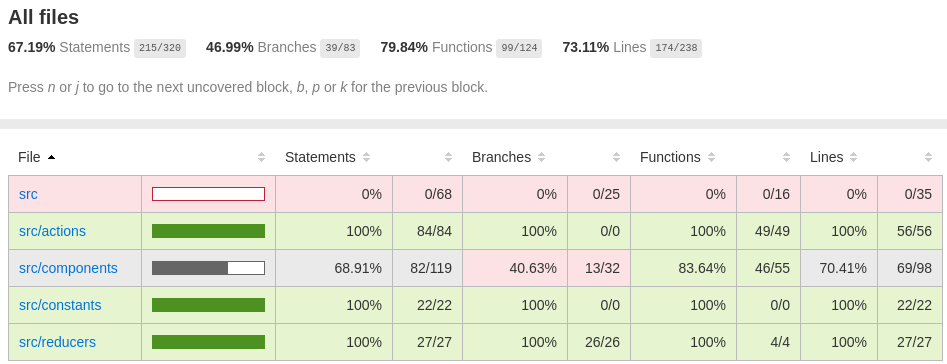 All files
67.19% Statements 215/320 46.99% Branches 39/83 79.84% Functions 99/124 73.11% Lines 174/238
Press n or j to go to the next uncovered block, b, p or k for the previous block.
File Statements Branches Functions Lines
src 0% 0/68 0% 0/25 0% 0/16 0% 0/35
src/actions 100% 84/84 100% 0/0 100% 49/49 100% 56/56
src/components 68.91% 82/119 40.63% 13/32 83.64% 46/55 70.41% 69/98
src/constants 100% 22/22 100% 0/0 100% 0/0 100% 22/22
src/reducers 100% 27/27 100% 26/26 100% 4/4 100% 27/27